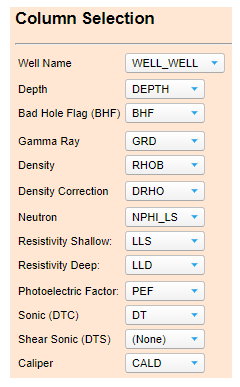 Column Selection
Well Name WELL_WELL
Depth DEPTH
Bad Hole Flag (BHF) BHF
Gamma Ray GRD
Density RHOB
Density Correction DRHO
Neutron NPHI_LS
Resistivity Shallow: LLS
Resistivity Deep: LLD
Photoelectric Factor: PEF
Sonic (DTC) DT
Shear Sonic (DTS) (None)
Caliper CALD